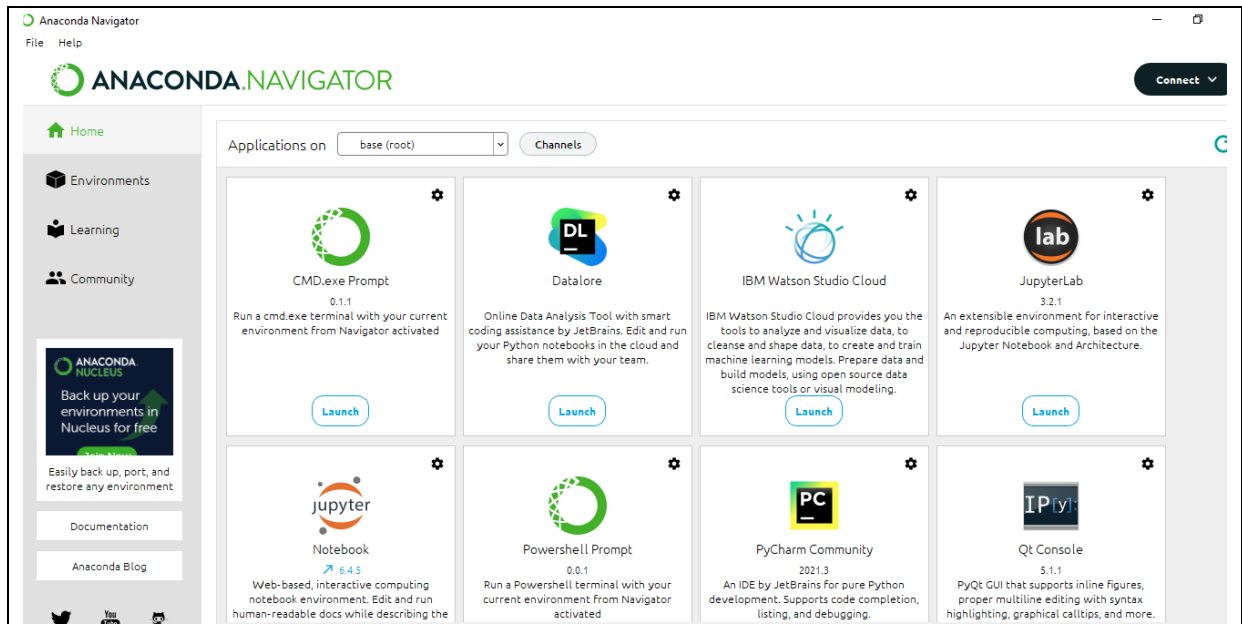 Anaconda Navigator
File Help
ANACONDA.NAVIGATOR
Connect
Home
Environments
Learning
Community
ANACONDA.
NUCLEUS
Back up your
environments in
Nucleus for free
Join Now
Easily back up, port, and
restore any environment
Documentation
Anaconda Blog
You
Tube
Applications on base (root) Channels
CMD.exe Prompt
0.1.1
Run a cmd.exe terminal with your current
environment from Navigator activated
Launch
DL
Datalore
Online Data Analysis Tool with smart
coding assistance by JetBrains. Edit and run
your Python notebooks in the cloud and
share them with your team.
Launch
IBM Watson Studio Cloud
IBM Watson Studio Cloud provides you the
tools to analyze and visualize data, to
cleanse and shape data, to create and train
machine learning models. Prepare data and
build models, using open source data
science tools or visual modeling.
Launch
lab
JupyterLab
3.2.1
An extensible environment for interactive
and reproducible computing, based on the
Jupyter Notebook and Architecture.
Launch
jupyter
Notebook
6.4.5
Web-based, interactive computing
notebook environment. Edit and run
human-readable docs while describing the
Powershell Prompt
0.0.1
Run a Powershell terminal with your
current environment from Navigator
activated
PC
PyCharm Community
2021.3
An IDE by JetBrains for pure Python
development. Supports code completion,
listing, and debugging.
IP[y]:
Qt Console
5.1.1
PyQt GUI that supports inline figures,
proper multiline editing with syntax
highlighting, graphical calltips, and more.